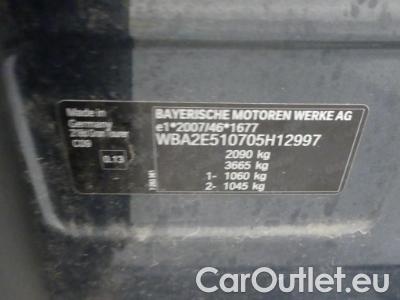 Made in
Germany
BAYERISCHE MOTOREN WERKE AG
e1*2007/46*1677
WBA2E510705H12997
2090 kg
3665 kg
1- 1060 kg
2- 1045 kg
0.13
CarOutlet.eu